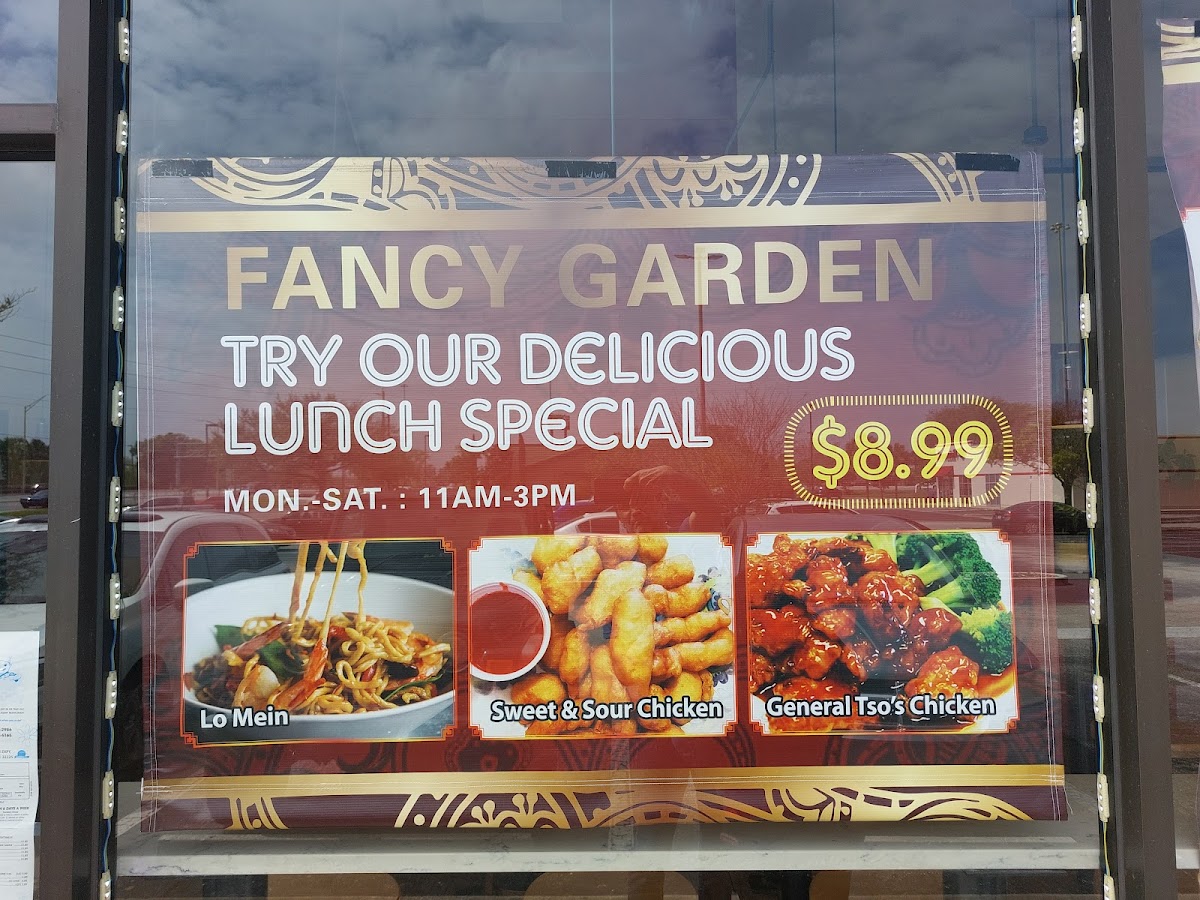 FANCY GARDEN
TRY OUR DELICIOUS
LUNCH SPECIAL
$8.99
MON.-SAT. : 11AM-3PM
Lo Mein
Sweet & Sour Chicken
General Tso's Chicken